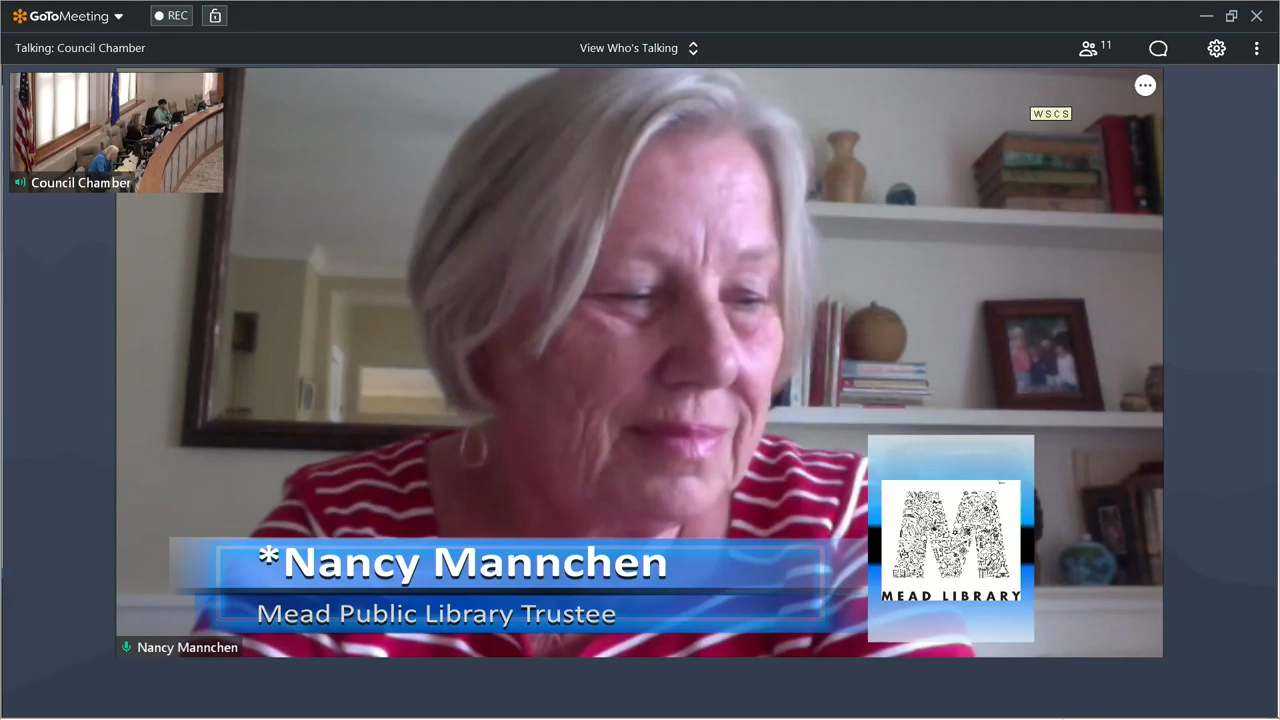 GoToMeeting
REC
Talking: Council Chamber
View Who's Talking
11
WSCS
Council Chamber
*Nancy Mannchen
Mead Public Library Trustee
MEAD LIBRARY
Nancy Mannchen